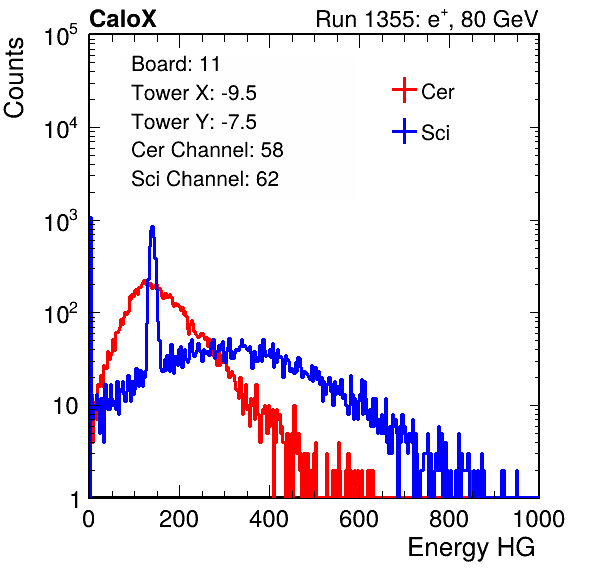 CaloX Run 1355: e⁺, 80 GeV
Counts
Board: 11
Tower X: -9.5
Tower Y: -7.5
Cer Channel: 58
Sci Channel: 62
Cer
Sci
10⁵
10⁴
10³
10²
10
1
0 200 400 600 800 1000
Energy HG